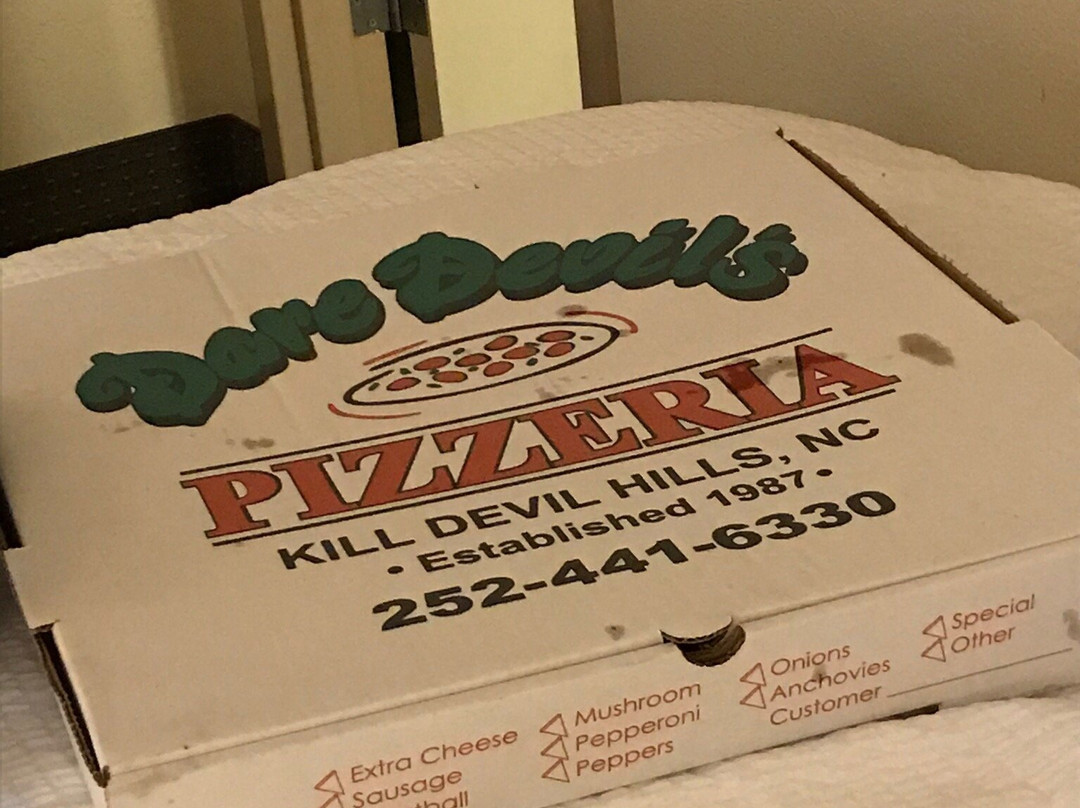 Dare Devil's
PIZZERIA
KILL DEVIL HILLS, NC
• Established 1987 •
252-441-6330
Extra Cheese
Sausage
Mushroom
Pepperoni
Peppers
Onions
Anchovies
Customer
Special
Other